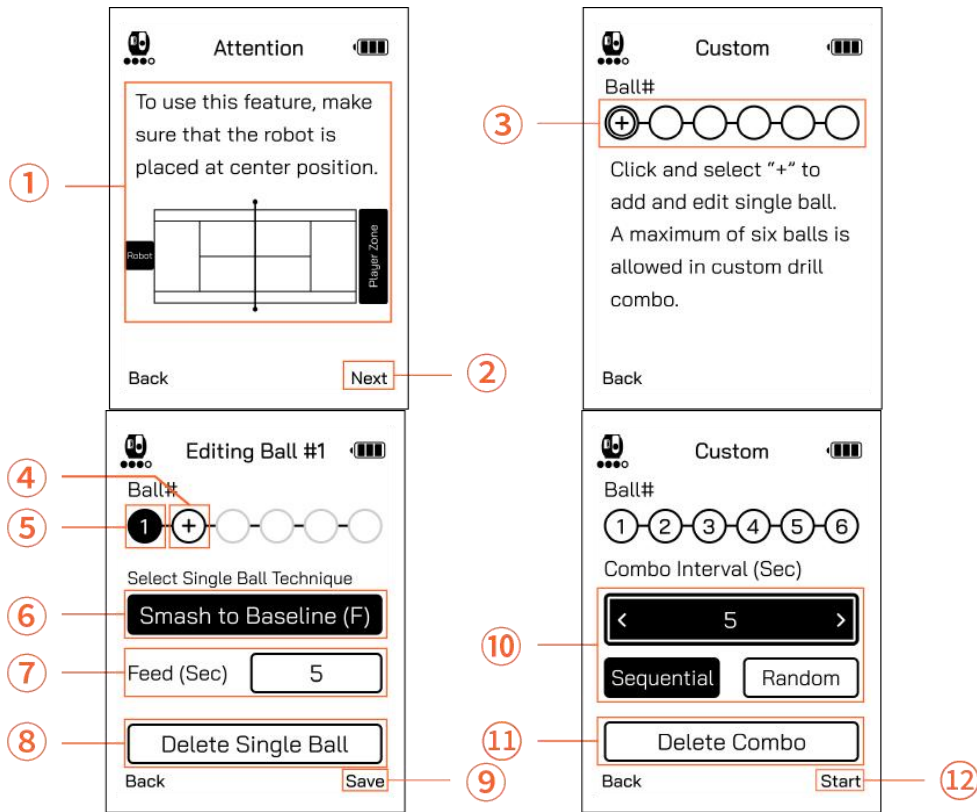 Attention
To use this feature, make
sure that the robot is
placed at center position.
Robot
Player Zone
Back
Next
①
②
Custom
Ball#
+
Click and select “+” to
add and edit single ball.
A maximum of six balls is
allowed in custom drill
combo.
Back
③
Editing Ball #1
Ball#
1 +
Select Single Ball Technique
Smash to Baseline (F)
Feed (Sec) 5
Delete Single Ball
Back
Save
④
⑤
⑥
⑦
⑧
⑨
Custom
Ball#
1 2 3 4 5 6
Combo Interval (Sec)
< 5 >
Sequential Random
Delete Combo
Back
Start
⑩
⑪
⑫